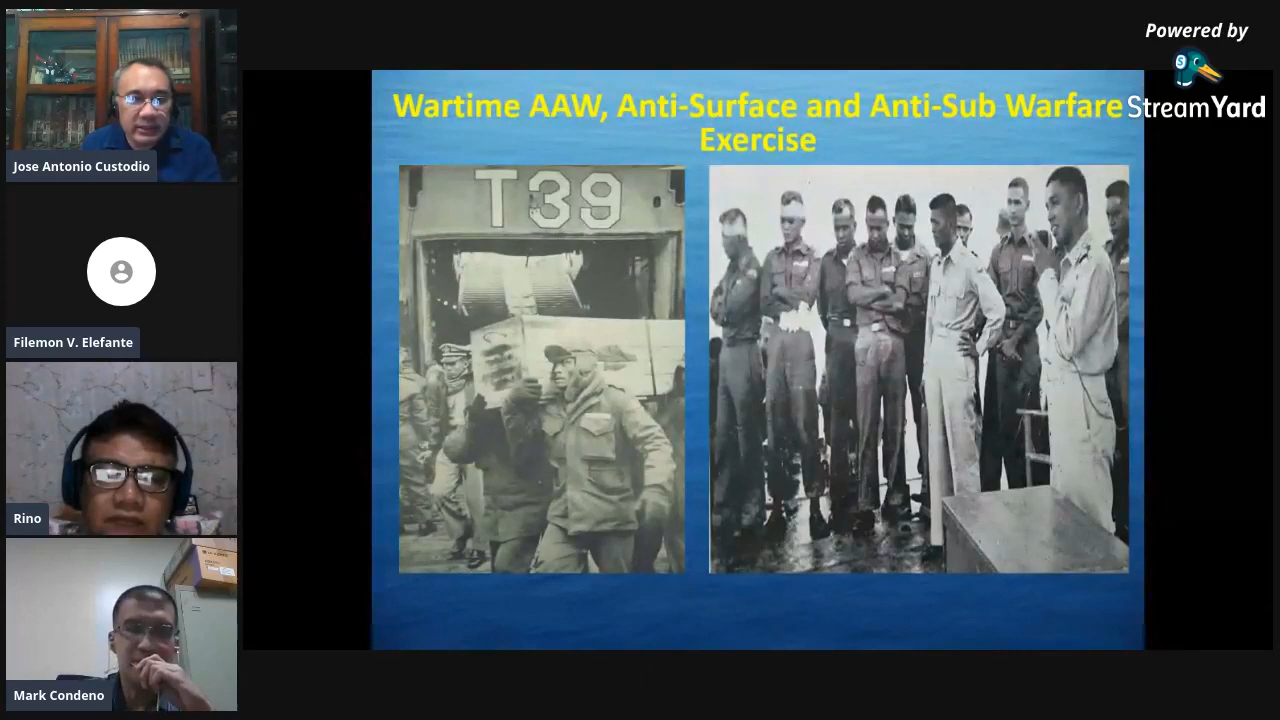 Powered by
StreamYard
Wartime AAW, Anti-Surface and Anti-Sub Warfare
Exercise
T39
Jose Antonio Custodio
Filemon V. Elefante
Rino
Mark Condeno